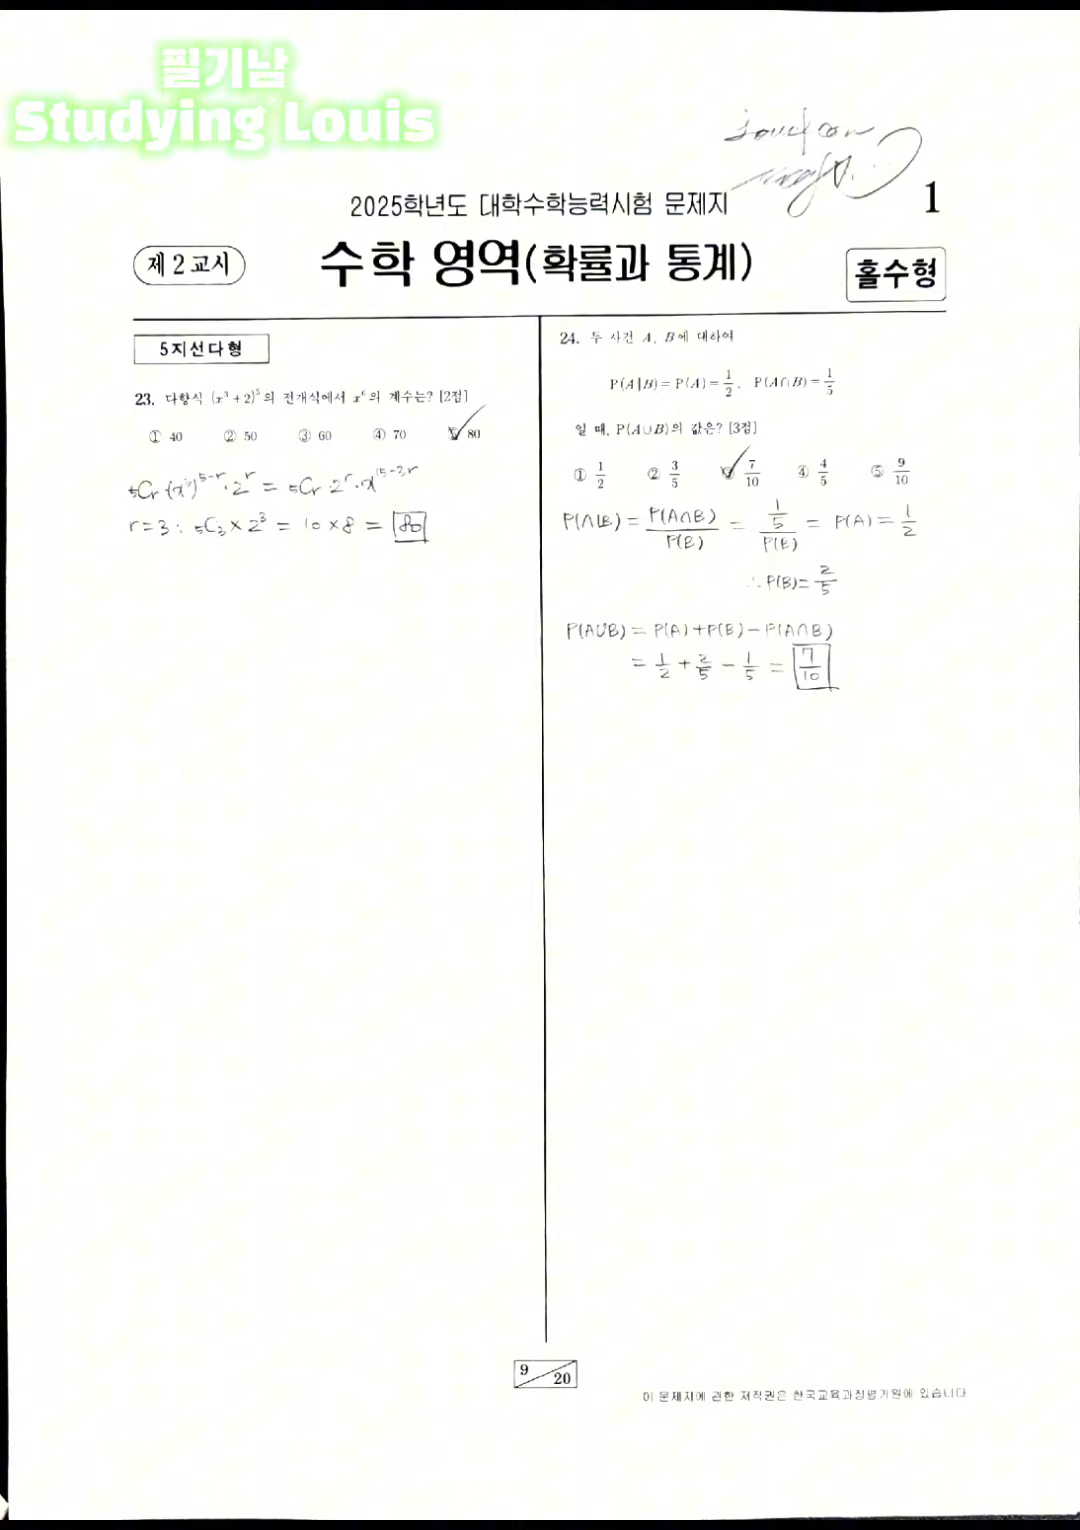 필기남
Studying Louis
1
2025학년도 대학수학능력시험 문제지
제 2 교시
수학 영역(확률과 통계)
홀수형
5지선다형
23. 다항식 (x³+2)⁵의 전개식에서 x⁶의 계수는? [2점]
① 40 ② 50 ③ 60 ④ 70 80
₅Cᵣ (x³)⁵⁻ʳ · 2ʳ = ₅Cᵣ 2ʳ · x¹⁵⁻³ʳ
r=3 : ₅C₃ × 2³ = 10 × 8 = 80
24. 두 사건 A, B에 대하여
P(A|B) = P(A) = 1/2, P(A∩B) = 1/5
일 때, P(A∪B)의 값은? [3점]
① 1/2 ② 3/5 7/10 ④ 4/5 ⑤ 9/10
P(A|B) = P(A∩B)/P(B) = 1/5/P(B) = P(A) = 1/2
∴ P(B) = 2/5
P(A∪B) = P(A) + P(B) − P(A∩B)
= 1/2 + 2/5 − 1/5 = 7/10
9/20
이 문제지에 관한 저작권은 한국교육과정평가원에 있습니다